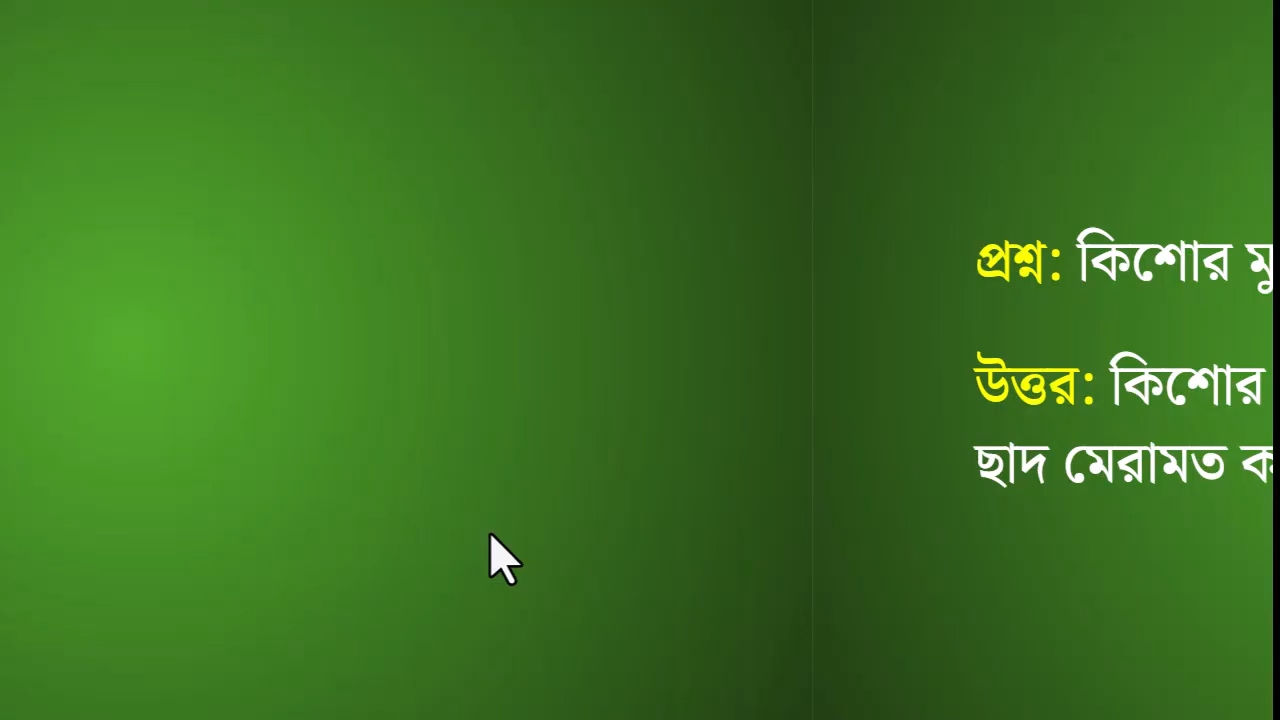 প্রশ্ন: কিশোর
উত্তর: কিশোর
ছাদ মেরামত